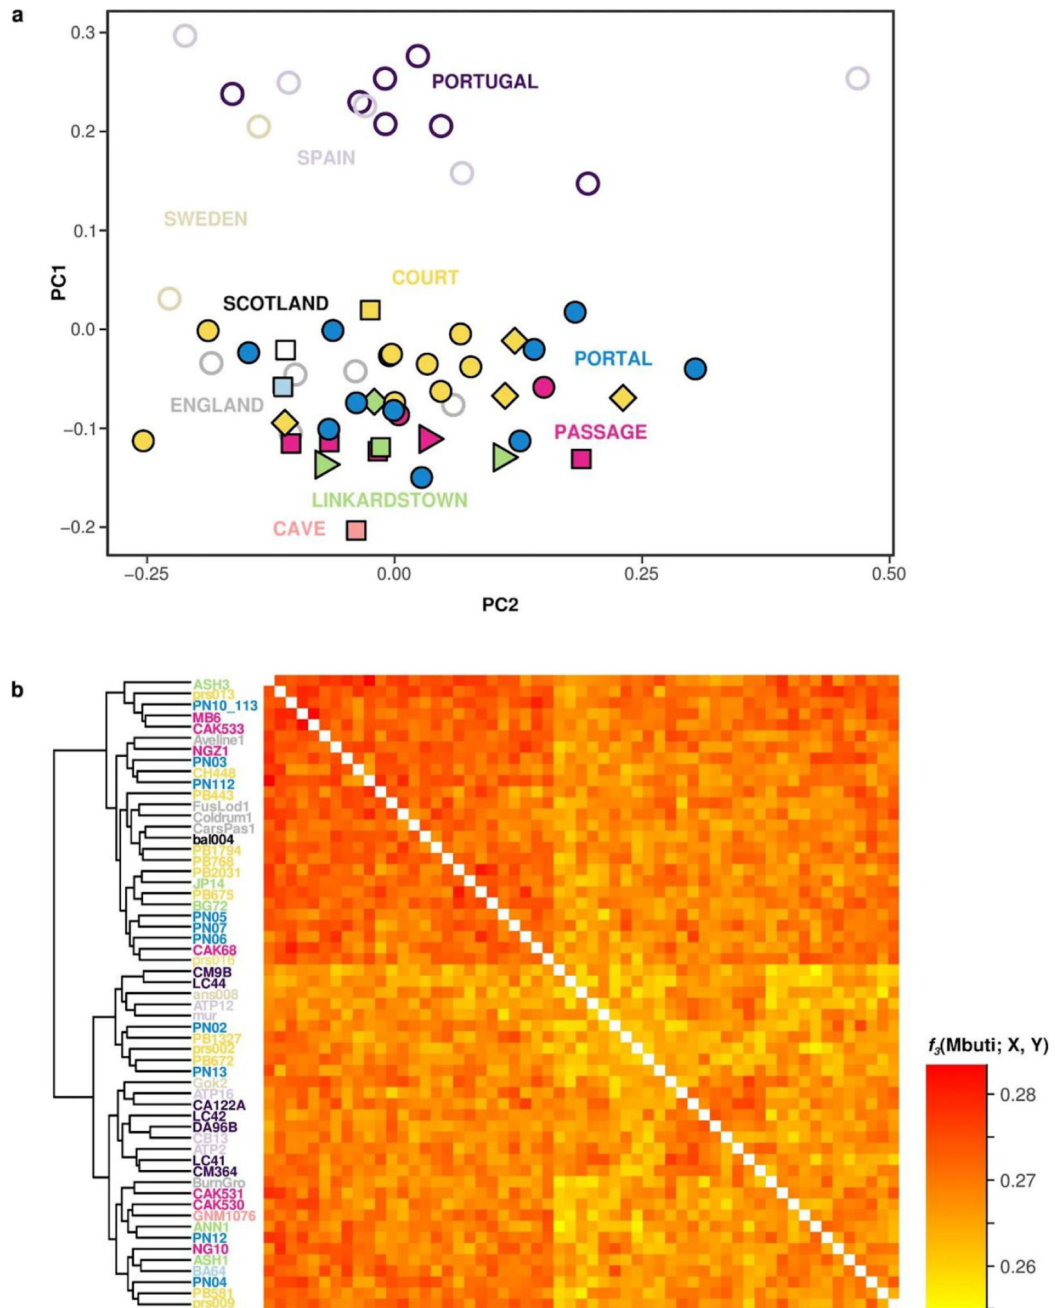 a
0.3
0.2
0.1
0.0
−0.1
−0.2
PC1
PORTUGAL
SPAIN
SWEDEN
COURT
SCOTLAND
PORTAL
ENGLAND
PASSAGE
LINKARDSTOWN
CAVE
−0.25
0.00
0.25
0.50
PC2
b
ASH3
prs013
PN10_113
MB6
CAK533
Aveline1
NGZ1
PN03
CH448
PN112
PB443
FusLod1
Coldrum1
CarsPas1
bal004
PB1794
PB768
PB2031
JP14
PB675
BG72
PN05
PN07
PN06
CAK68
prs016
CM9B
LC44
ans008
ATP12
mur
PN02
PB1327
prs002
PB672
PN13
Gok2
ATP16
CA122A
LC42
DA96B
CB13
ATP2
LC41
CM364
BurnGro
CAK531
CAK530
GNM1076
ANN1
PN12
NG10
ASH1
BA64
PN04
PB581
prs009
f3(Mbuti; X, Y)
0.28
0.27
0.26